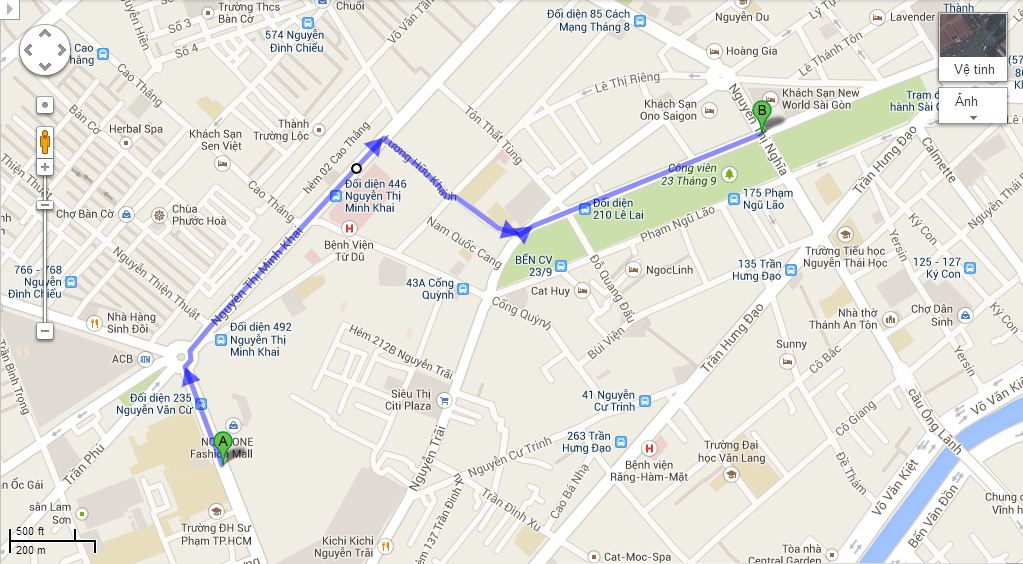 Trường Thcs
Bàn Cờ
Chuối
574 Nguyễn
Đình Chiểu
Võ Văn Tần
Đối diện 85 Cách
Mạng Tháng 8
Nguyễn Du
Lý Tự
Lavender
Thành
Vệ tinh
Ảnh
Cao
Thắng
Số 4
Số 3
Cao Thắng
Hoàng Gia
Lê Thánh Tôn
Lê Thị Riêng
Khách Sạn New
World Sài Gòn
Khách Sạn
Ono Saigon
Trạm đ
hành Sài G
Bàn Cờ
Herbal Spa
Khách Sạn
Sen Việt
Thành
Trường Lộc
hẻm 02 Cao Thắng
Tôn Thất Tùng
Nguyễn Thị Nghĩa
B
Trần Hưng Đạo
Calmette
Lương Hữu Khánh
Công viên
23 Tháng 9
Thiện Thuật
Cao Thắng
Đối diện 446
Nguyễn Thị
Minh Khai
Đối diện
210 Lê Lai
175 Phạm
Ngũ Lão
Nguyễn Thái
Chợ Bàn Cờ
Chùa
Phước Hoà
Bệnh Viện
Từ Dũ
Nam Quốc Cang
Phạm Ngũ Lão
Trường Tiểu học
Nguyễn Thái Học
Yersin
Ký Con
766 - 768
Nguyễn
Đình Chiểu
Nguyễn Thiện Thuật
Nguyễn Thị Minh Khai
BẾN CV
23/9
43A Cống
Quỳnh
Cat Huy
NgọcLinh
Đỗ Quang Đẩu
135 Trần
Hưng Đạo
125 - 127
Ký Con
Nhà Hàng
Sinh Đôi
Cống Quỳnh
Bùi Viện
Trần Hưng Đạo
Nhà thờ
Thánh An Tôn
Chợ Dân
Sinh
Đối diện 492
Nguyễn Thị
Minh Khai
Hẻm 212B Nguyễn Trãi
ACB
ATM
Sunny
Cô Bắc
Yersin
Trần Bình Trọng
Đối diện 235
Nguyễn Văn Cừ
Siêu Thị
Citi Plaza
41 Nguyễn
Cư Trinh
Cô Giang
cầu Ông Lãnh
Võ Văn Kiệt
A
Fashion Mall
Trần Phú
Nguyễn Trãi
Nguyễn Cư Trinh
263 Trần
Hưng Đạo
Bệnh viện
Răng-Hàm-Mặt
Trường Đại
học Văn Lang
Đề Thám
Ốc Gái
sân Lam
Sơn
Trường ĐH Sư
Phạm TP.HCM
Trần Đình Xu
Cao Bá Nhạ
Võ Văn Kiệt
Bến Vân Đồn
Chung c
Vĩnh h
500 ft
200 m
Kichi Kichi
Nguyễn Trãi
Hẻm 137 Trần Đình X
Cat-Moc-Spa
Tòa nhà
Central Garden